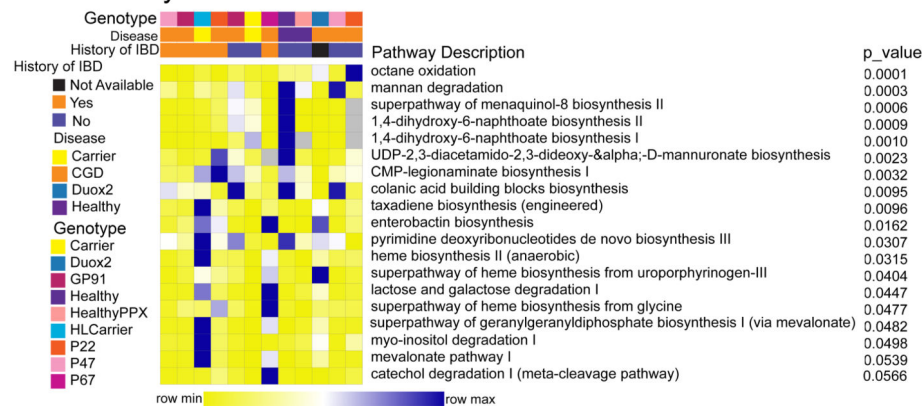 Genotype
Disease
History of IBD
Pathway Description p_value
History of IBD
Not Available
Yes
No
Disease
Carrier
CGD
Duox2
Healthy
Genotype
Carrier
Duox2
GP91
Healthy
HealthyPPX
HLCarrier
P22
P47
P67
octane oxidation 0.0001
mannan degradation 0.0003
superpathway of menaquinol-8 biosynthesis II 0.0006
1,4-dihydroxy-6-naphthoate biosynthesis II 0.0009
1,4-dihydroxy-6-naphthoate biosynthesis I 0.0010
UDP-2,3-diacetamido-2,3-dideoxy-&alpha;-D-mannuronate biosynthesis 0.0023
CMP-legionaminate biosynthesis I 0.0032
colanic acid building blocks biosynthesis 0.0095
taxadiene biosynthesis (engineered) 0.0096
enterobactin biosynthesis 0.0162
pyrimidine deoxyribonucleotides de novo biosynthesis III 0.0307
heme biosynthesis II (anaerobic) 0.0315
superpathway of heme biosynthesis from uroporphyrinogen-III 0.0404
lactose and galactose degradation I 0.0447
superpathway of heme biosynthesis from glycine 0.0477
superpathway of geranylgeranyldiphosphate biosynthesis I (via mevalonate) 0.0482
myo-inositol degradation I 0.0498
mevalonate pathway I 0.0539
catechol degradation I (meta-cleavage pathway) 0.0566
row min row max